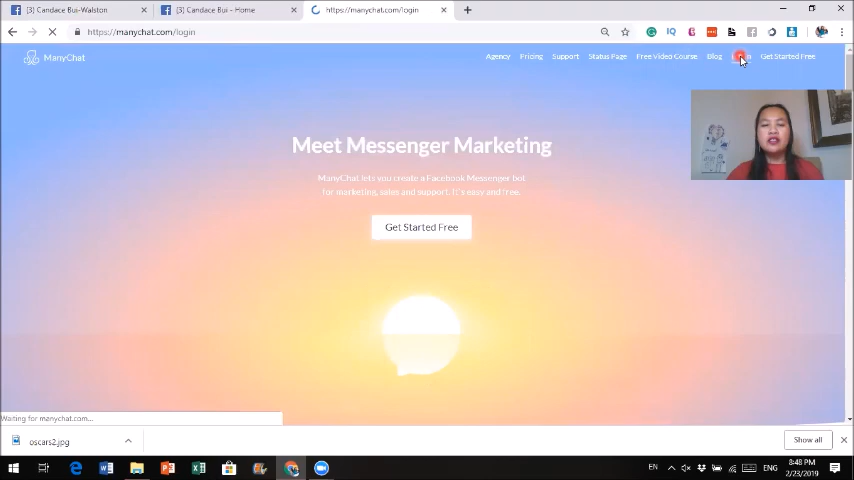 (3) Candace Bui-Walston
(3) Candace Bui - Home
https://manychat.com/login
https://manychat.com/login
ManyChat
Agency
Pricing
Support
Status Page
Free Video Course
Blog
Get Started Free
Meet Messenger Marketing
ManyChat lets you create a Facebook Messenger bot
for marketing, sales and support. It's easy and free.
Get Started Free
Waiting for manychat.com...
oscars2.jpg
Show all
EN
ENG
8:48 PM
2/23/2019